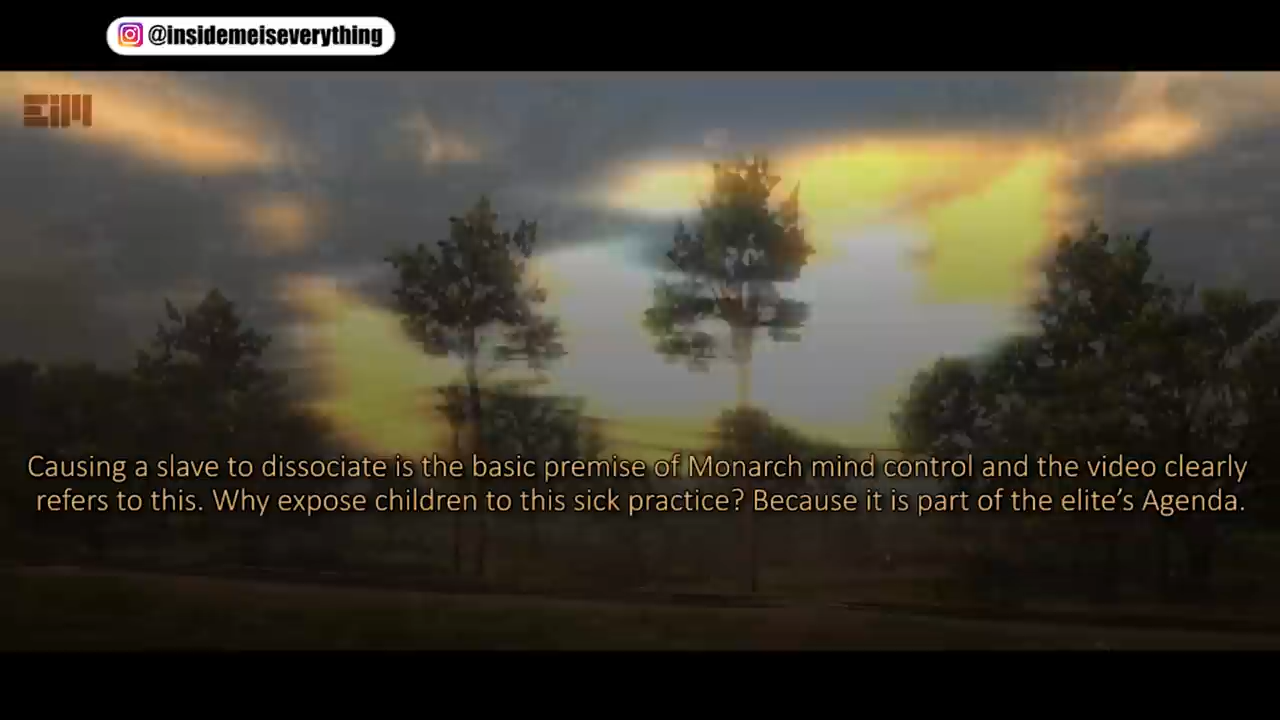 @insidemeiseverything
EiM
Causing a slave to dissociate is the basic premise of Monarch mind control and the video clearly
refers to this. Why expose children to this sick practice? Because it is part of the elite’s Agenda.